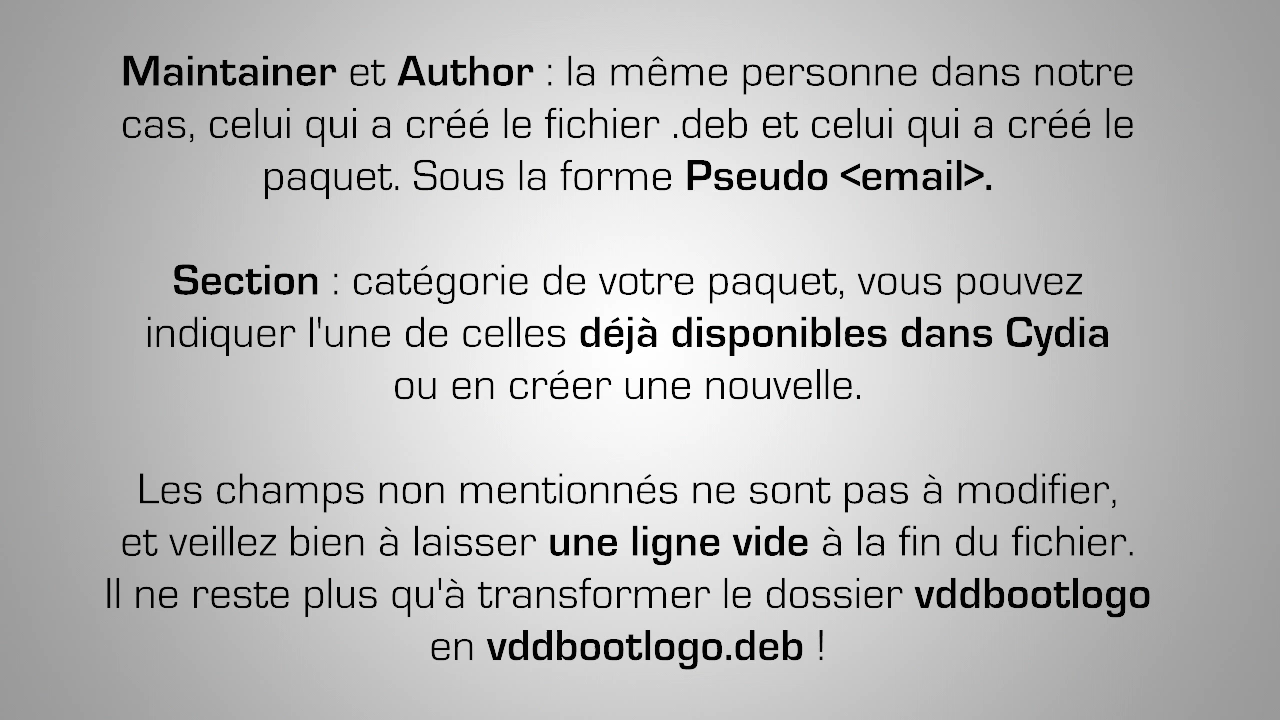 Maintainer et Author : la même personne dans notre
cas, celui qui a créé le fichier .deb et celui qui a créé le
paquet. Sous la forme Pseudo <email>.
Section : catégorie de votre paquet, vous pouvez
indiquer l'une de celles déjà disponibles dans Cydia
ou en créer une nouvelle.
Les champs non mentionnés ne sont pas à modifier,
et veillez bien à laisser une ligne vide à la fin du fichier.
Il ne reste plus qu'à transformer le dossier vddbootlogo
en vddbootlogo.deb !